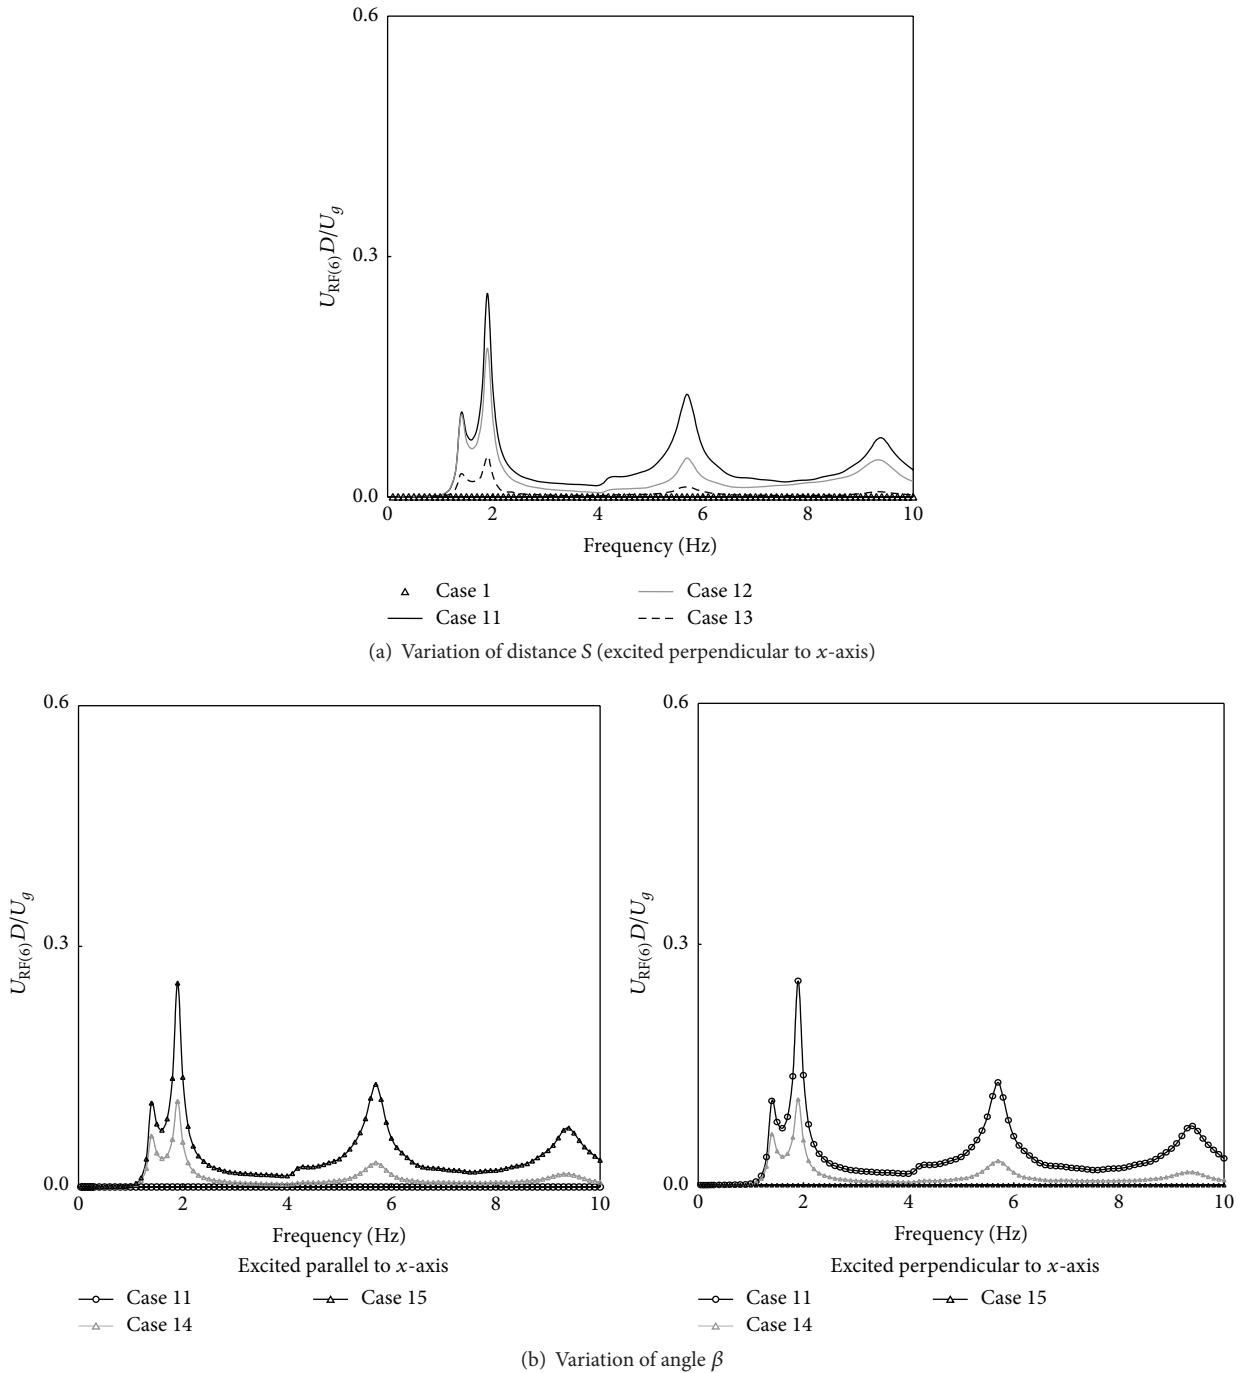 0.6
0.3
0.0
U_RF(6)D/U_g
0 2 4 6 8 10
Frequency (Hz)
Case 1 Case 12
Case 11 Case 13
(a) Variation of distance S (excited perpendicular to x-axis)
0.6
0.3
0.0
U_RF(6)D/U_g
0 2 4 6 8 10
Frequency (Hz)
Excited parallel to x-axis
Case 11 Case 15
Case 14
0.6
0.3
0.0
U_RF(6)D/U_g
0 2 4 6 8 10
Frequency (Hz)
Excited perpendicular to x-axis
Case 11 Case 15
Case 14
(b) Variation of angle β